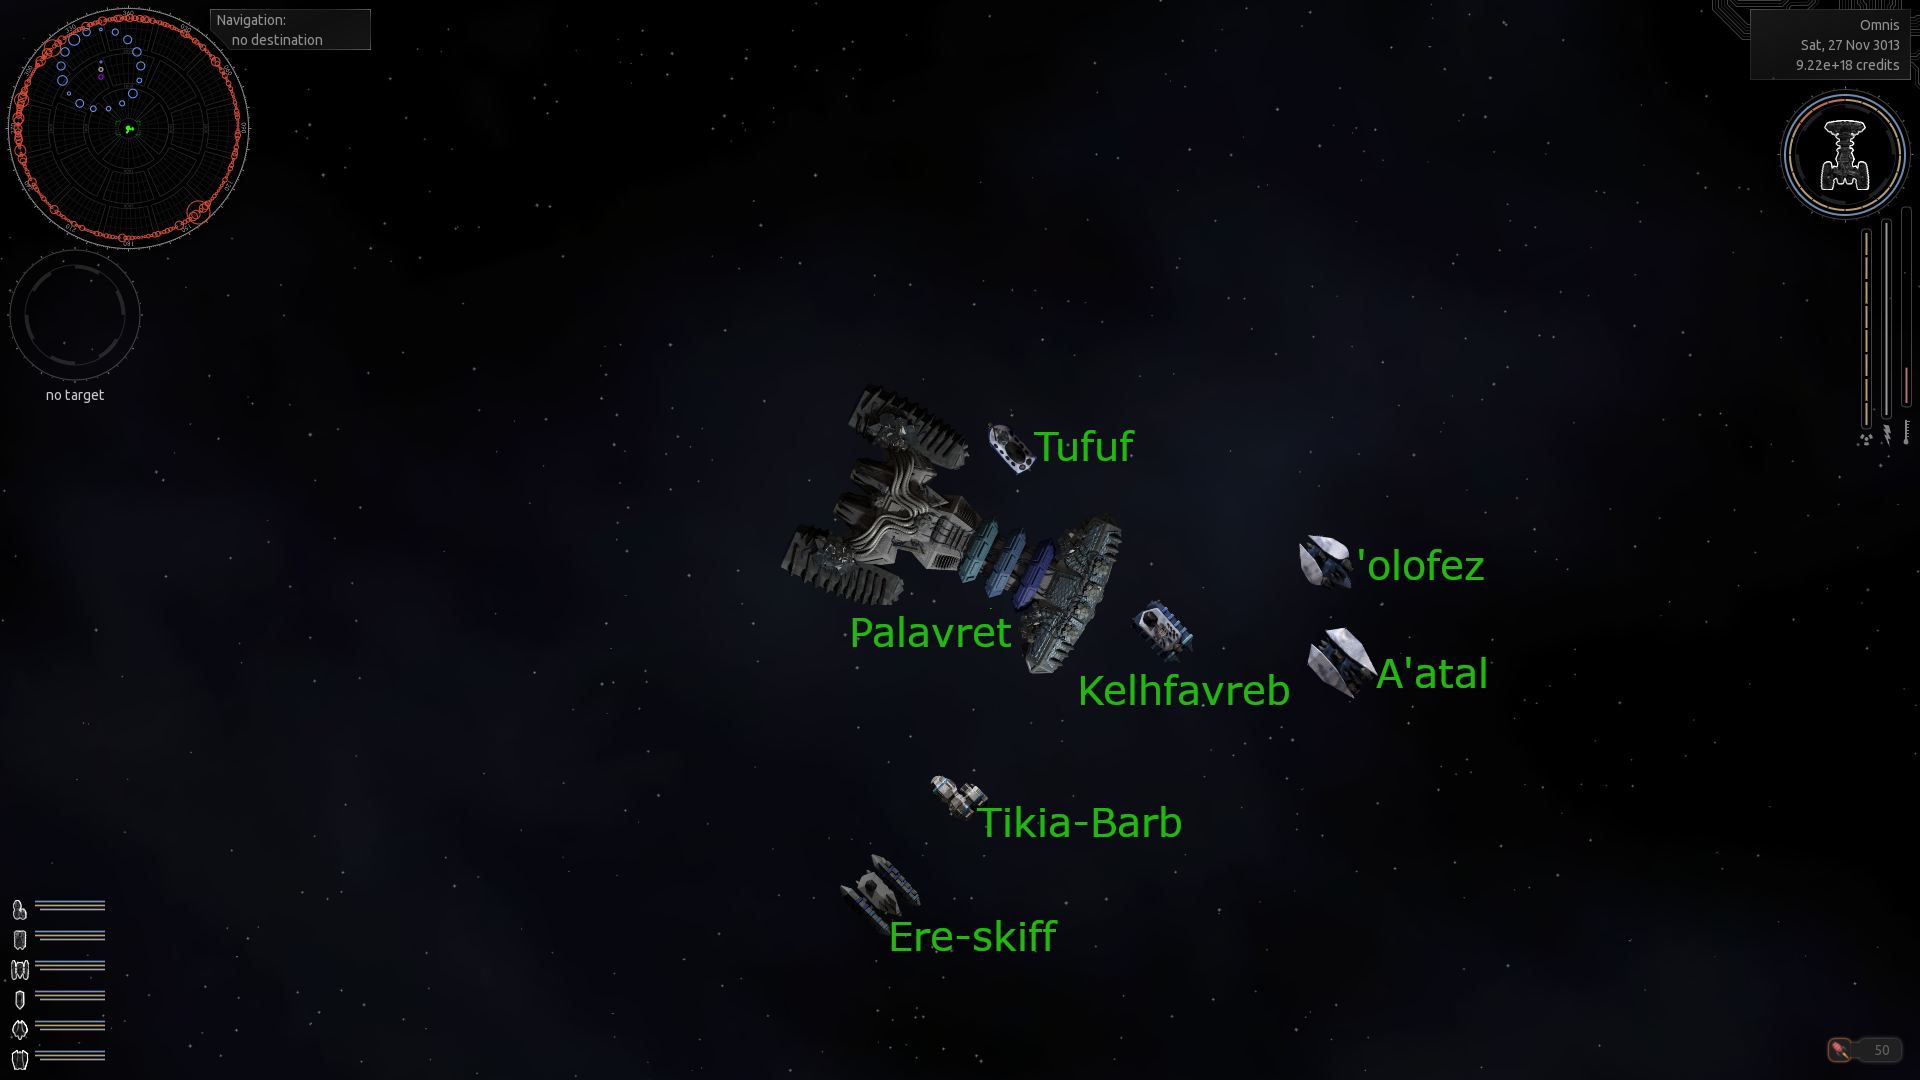 Navigation:
no destination
Omnis
Sat, 27 Nov 3013
9.22e+18 credits
no target
Tufuf
'olofez
Palavret
A'atal
Kelhfavreb
Tikia-Barb
Ere-skiff
50